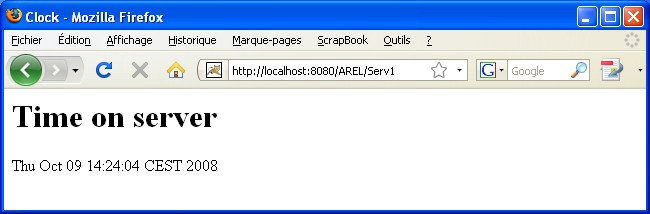 Clock - Mozilla Firefox
Fichier Édition Affichage Historique Marque-pages ScrapBook Outils ?
http://localhost:8080/AREL/Serv1 G Google
Time on server
Thu Oct 09 14:24:04 CEST 2008